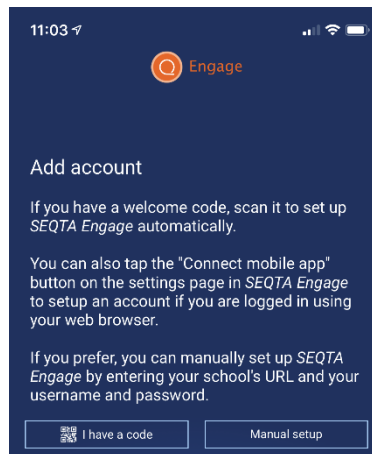 11:03
Engage
Add account
If you have a welcome code, scan it to set up
SEQTA Engage automatically.
You can also tap the "Connect mobile app"
button on the settings page in SEQTA Engage
to setup an account if you are logged in using
your web browser.
If you prefer, you can manually set up SEQTA
Engage by entering your school's URL and your
username and password.
I have a code
Manual setup